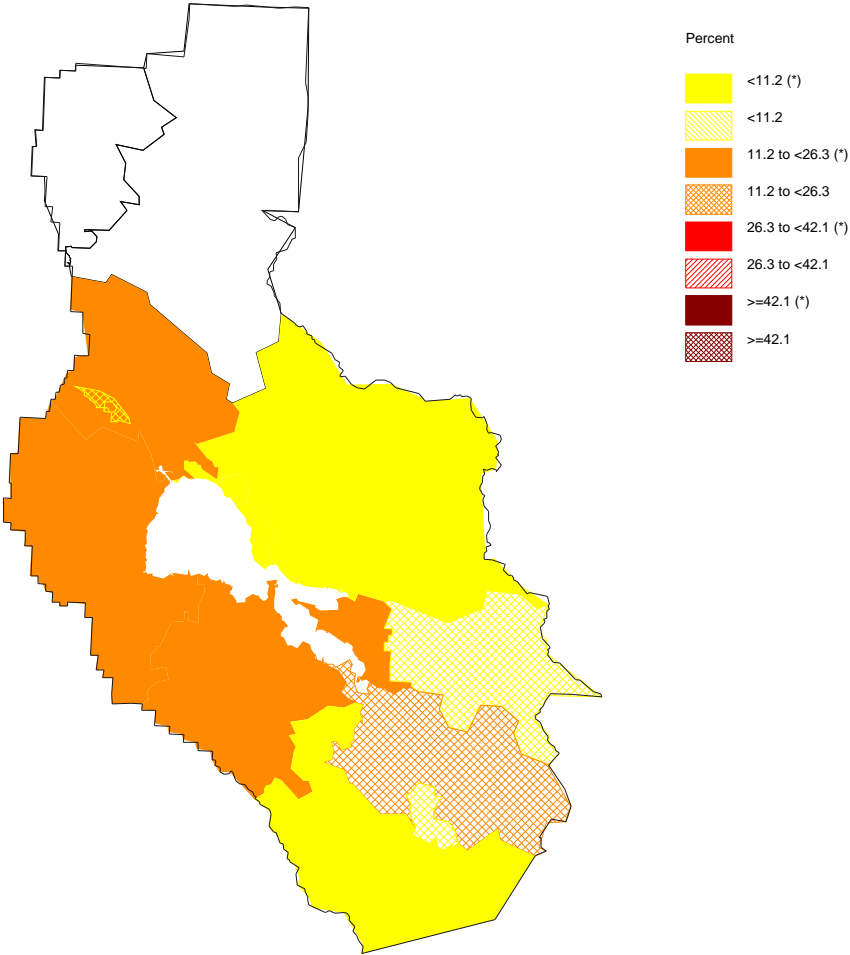 Percent
<11.2 (*)
<11.2
11.2 to <26.3 (*)
11.2 to <26.3
26.3 to <42.1 (*)
26.3 to <42.1
>=42.1 (*)
>=42.1